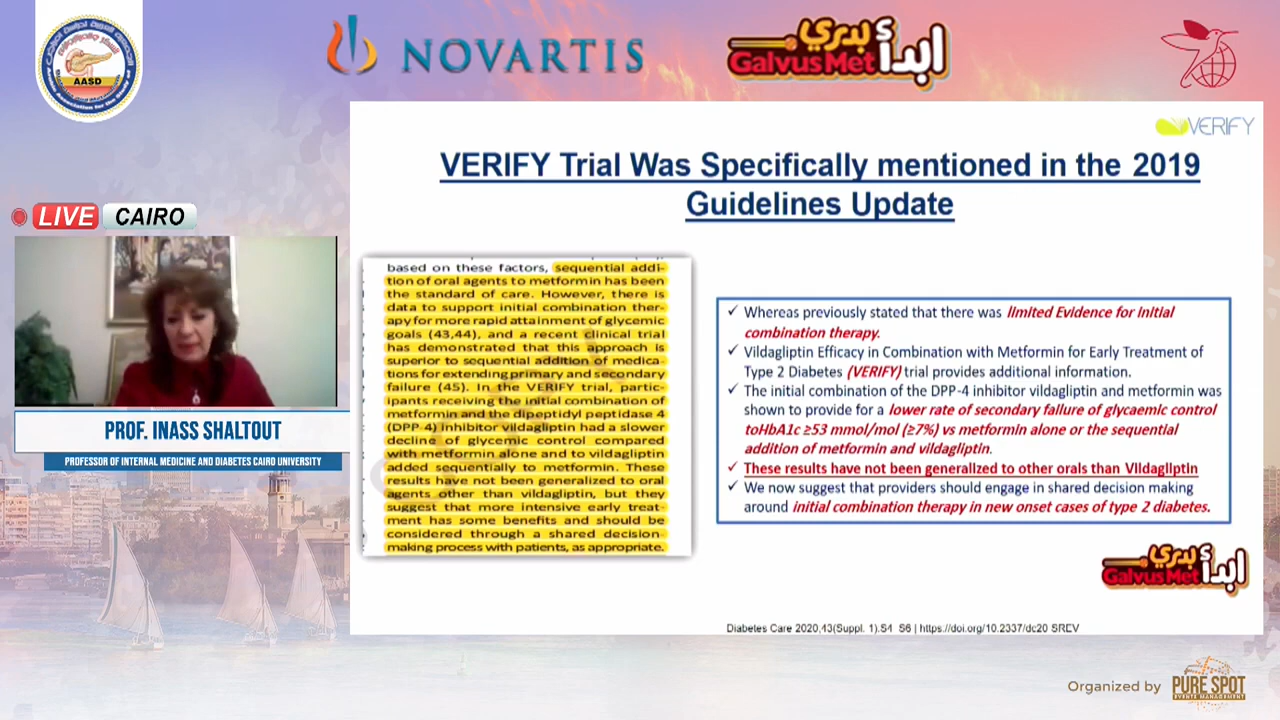 AASD
NOVARTIS
ابدأ بدري
GalvusMet
VERIFY
VERIFY Trial Was Specifically mentioned in the 2019
Guidelines Update
LIVE CAIRO
PROF. INASS SHALTOUT
PROFESSOR OF INTERNAL MEDICINE AND DIABETES CAIRO UNIVERSITY
based on these factors, sequential addi-
tion of oral agents to metformin has been
the standard of care. However, there is
data to support initial combination ther-
apy for more rapid attainment of glycemic
goals (43,44), and a recent clinical trial
has demonstrated that this approach is
superior to sequential addition of medica-
tions for extending primary and secondary
failure (45). In the VERIFY trial, partic-
ipants receiving the initial combination of
metformin and the dipeptidyl peptidase 4
(DPP-4) inhibitor vildagliptin had a slower
decline of glycemic control compared
with metformin alone and to vildagliptin
added sequentially to metformin. These
results have not been generalized to oral
agents other than vildagliptin, but they
suggest that more intensive early treat-
ment has some benefits and should be
considered through a shared decision-
making process with patients, as appropriate.
✓ Whereas previously stated that there was limited Evidence for initial
combination therapy.
✓ Vildagliptin Efficacy in Combination with Metformin for Early Treatment of
Type 2 Diabetes (VERIFY) trial provides additional information.
✓ The initial combination of the DPP-4 inhibitor vildagliptin and metformin was
shown to provide for a lower rate of secondary failure of glycaemic control
toHbA1c ≥53 mmol/mol (≥7%) vs metformin alone or the sequential
addition of metformin and vildagliptin.
✓ These results have not been generalized to other orals than Vildagliptin
✓ We now suggest that providers should engage in shared decision making
around initial combination therapy in new onset cases of type 2 diabetes.
ابدأ بدري
GalvusMet
Diabetes Care 2020,43(Suppl. 1).S4 S6 | https://doi.org/10.2337/dc20 SREV
Organized by PURE SPOT
EVENTS MANAGEMENT